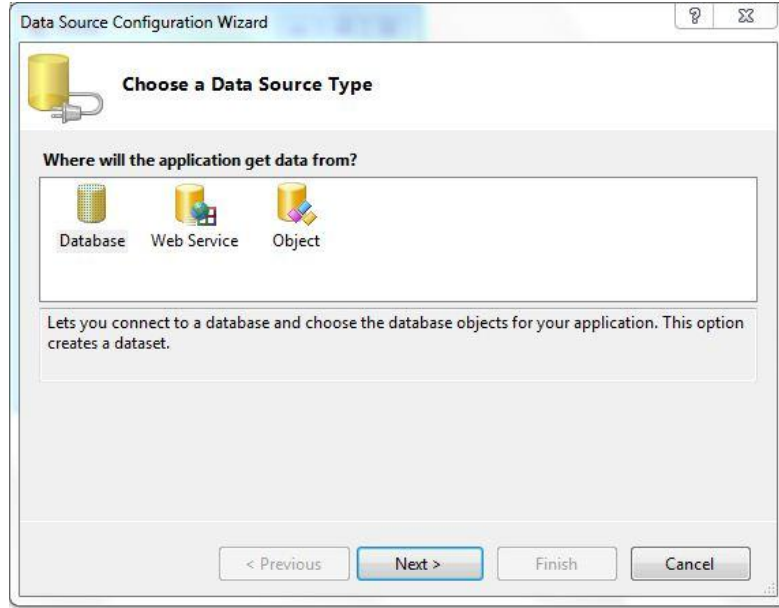 Data Source Configuration Wizard
Choose a Data Source Type
Where will the application get data from?
Database Web Service Object
Lets you connect to a database and choose the database objects for your application. This option
creates a dataset.
< Previous Next > Finish Cancel